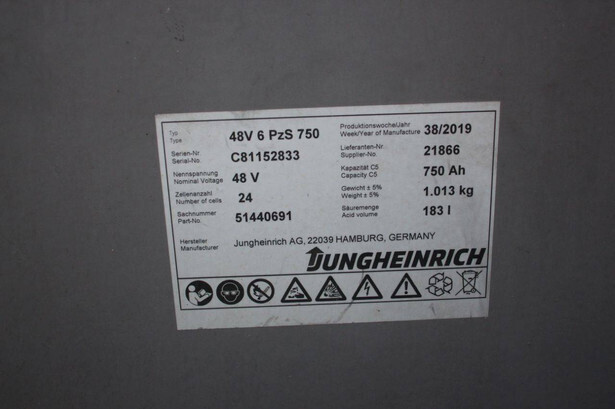 Typ
Type
48V 6 PzS 750
Produktionswoche/Jahr
Week/Year of Manufacture
38/2019
Serien-Nr.
Serial-No.
C81152833
Lieferanten-Nr.
Supplier-No.
21866
Nennspannung
Nominal Voltage
48 V
Kapazität C5
Capacity C5
750 Ah
Zellenanzahl
Number of cells
24
Gewicht ± 5%
Weight ± 5%
1.013 kg
Sachnummer
Part-No.
51440691
Säuremenge
Acid volume
183 l
Hersteller
Manufacturer
Jungheinrich AG, 22039 HAMBURG, GERMANY
JUNGHEINRICH